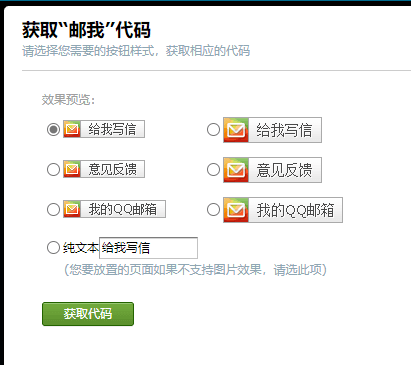 获取“邮我”代码
请选择您需要的按钮样式，获取相应的代码
效果预览：
给我写信 给我写信
意见反馈 意见反馈
我的QQ邮箱 我的QQ邮箱
纯文本 给我写信
（您要放置的页面如果不支持图片效果，请选此项）
获取代码